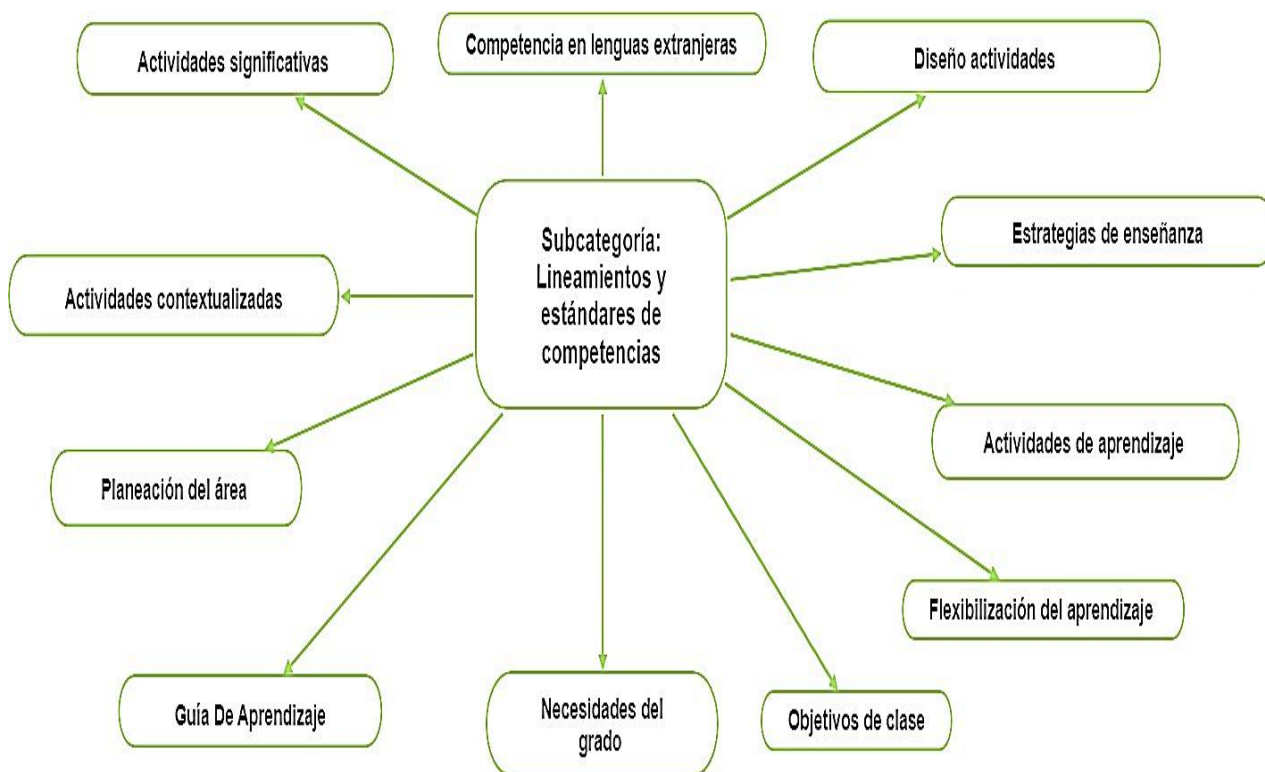 Competencia en lenguas extranjeras
Actividades significativas
Diseño actividades
Subcategoría:
Lineamientos y
estándares de
competencias
Estrategias de enseñanza
Actividades contextualizadas
Actividades de aprendizaje
Planeación del área
Flexibilización del aprendizaje
Guía De Aprendizaje
Necesidades del
grado
Objetivos de clase